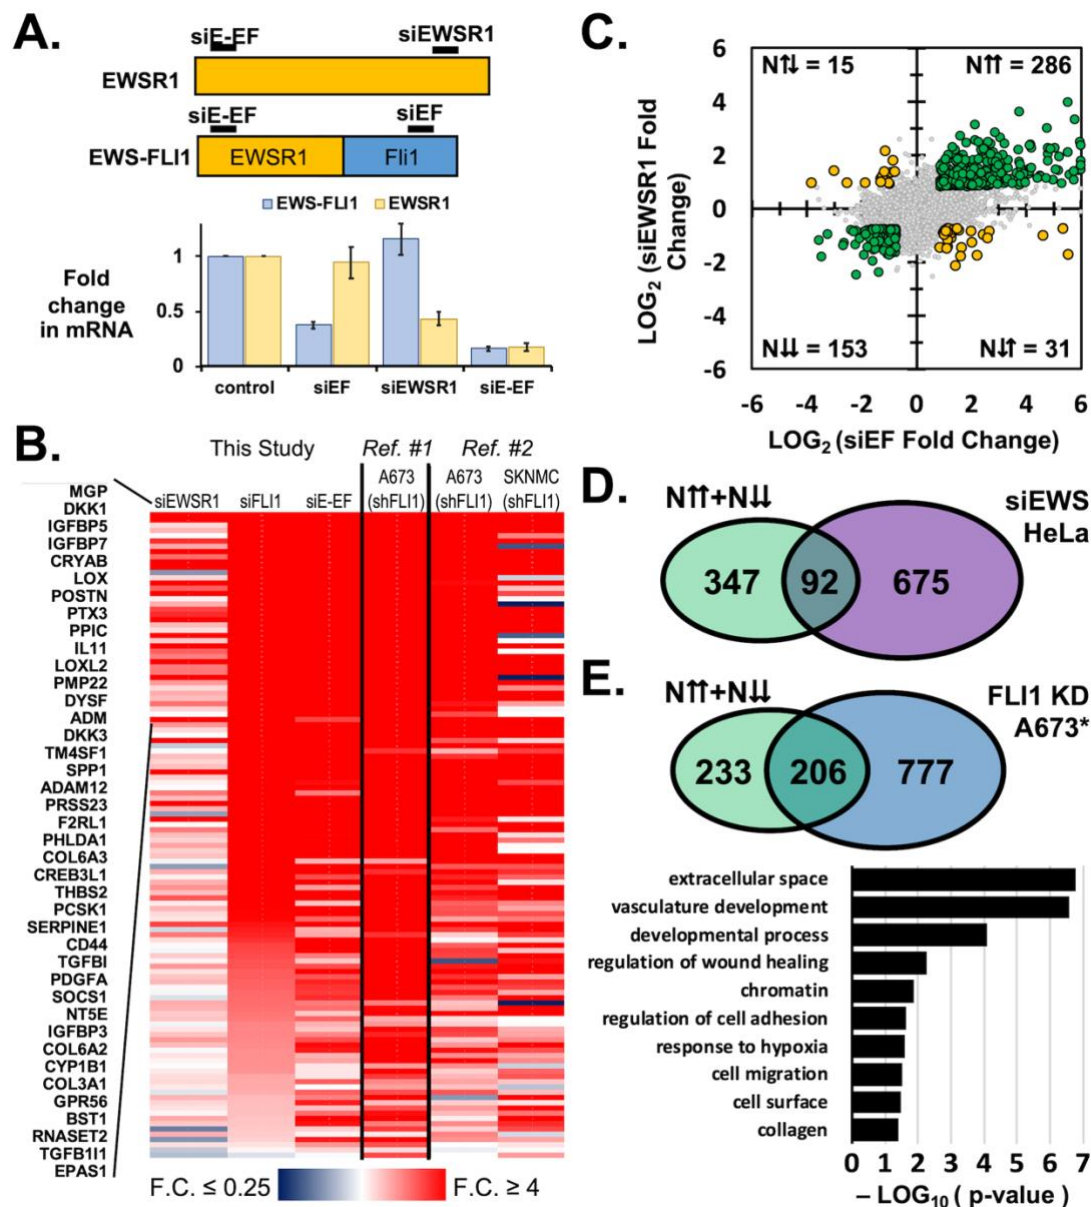 A.
siE-EF
siEWSR1
EWSR1
siE-EF
siEF
EWS-FLI1
EWSR1
Fli1
EWS-FLI1
EWSR1
Fold
change
in mRNA
1
0.5
0
control
siEF
siEWSR1
siE-EF
B.
This Study
Ref. #1
Ref. #2
siEWSR1
siFLI1
siE-EF
A673
(shFLI1)
A673
(shFLI1)
SKNMC
(shFLI1)
MGP
DKK1
IGFBP5
IGFBP7
CRYAB
LOX
POSTN
PTX3
PPIC
IL11
LOXL2
PMP22
DYSF
ADM
DKK3
TM4SF1
SPP1
ADAM12
PRSS23
F2RL1
PHLDA1
COL6A3
CREB3L1
THBS2
PCSK1
SERPINE1
CD44
TGFBI
PDGFA
SOCS1
NT5E
IGFBP3
COL6A2
CYP1B1
COL3A1
GPR56
BST1
RNASET2
TGFB1I1
EPAS1
F.C. ≤ 0.25
F.C. ≥ 4
C.
LOG2 (siEWSR1 Fold
Change)
6
4
2
0
-2
-4
-6
N↑↓ = 15
N↑↑ = 286
N↓↓ = 153
N↓↑ = 31
-6 -4 -2 0 2 4 6
LOG2 (siEF Fold Change)
D.
N↑↑+N↓↓
siEWS
HeLa
347
92
675
E.
N↑↑+N↓↓
FLI1 KD
A673*
233
206
777
extracellular space
vasculature development
developmental process
regulation of wound healing
chromatin
regulation of cell adhesion
response to hypoxia
cell migration
cell surface
collagen
0 1 2 3 4 5 6 7
– LOG10 ( p-value )